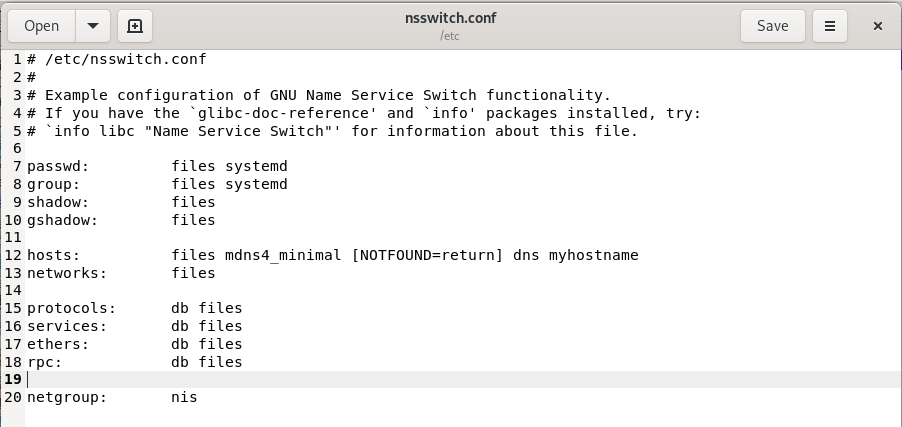 Open
nsswitch.conf
/etc
Save
1 # /etc/nsswitch.conf
2 #
3 # Example configuration of GNU Name Service Switch functionality.
4 # If you have the `glibc-doc-reference' and `info' packages installed, try:
5 # `info libc "Name Service Switch"' for information about this file.
6
7 passwd:         files systemd
8 group:          files systemd
9 shadow:         files
10 gshadow:        files
11
12 hosts:          files mdns4_minimal [NOTFOUND=return] dns myhostname
13 networks:       files
14
15 protocols:      db files
16 services:       db files
17 ethers:         db files
18 rpc:            db files
19
20 netgroup:       nis